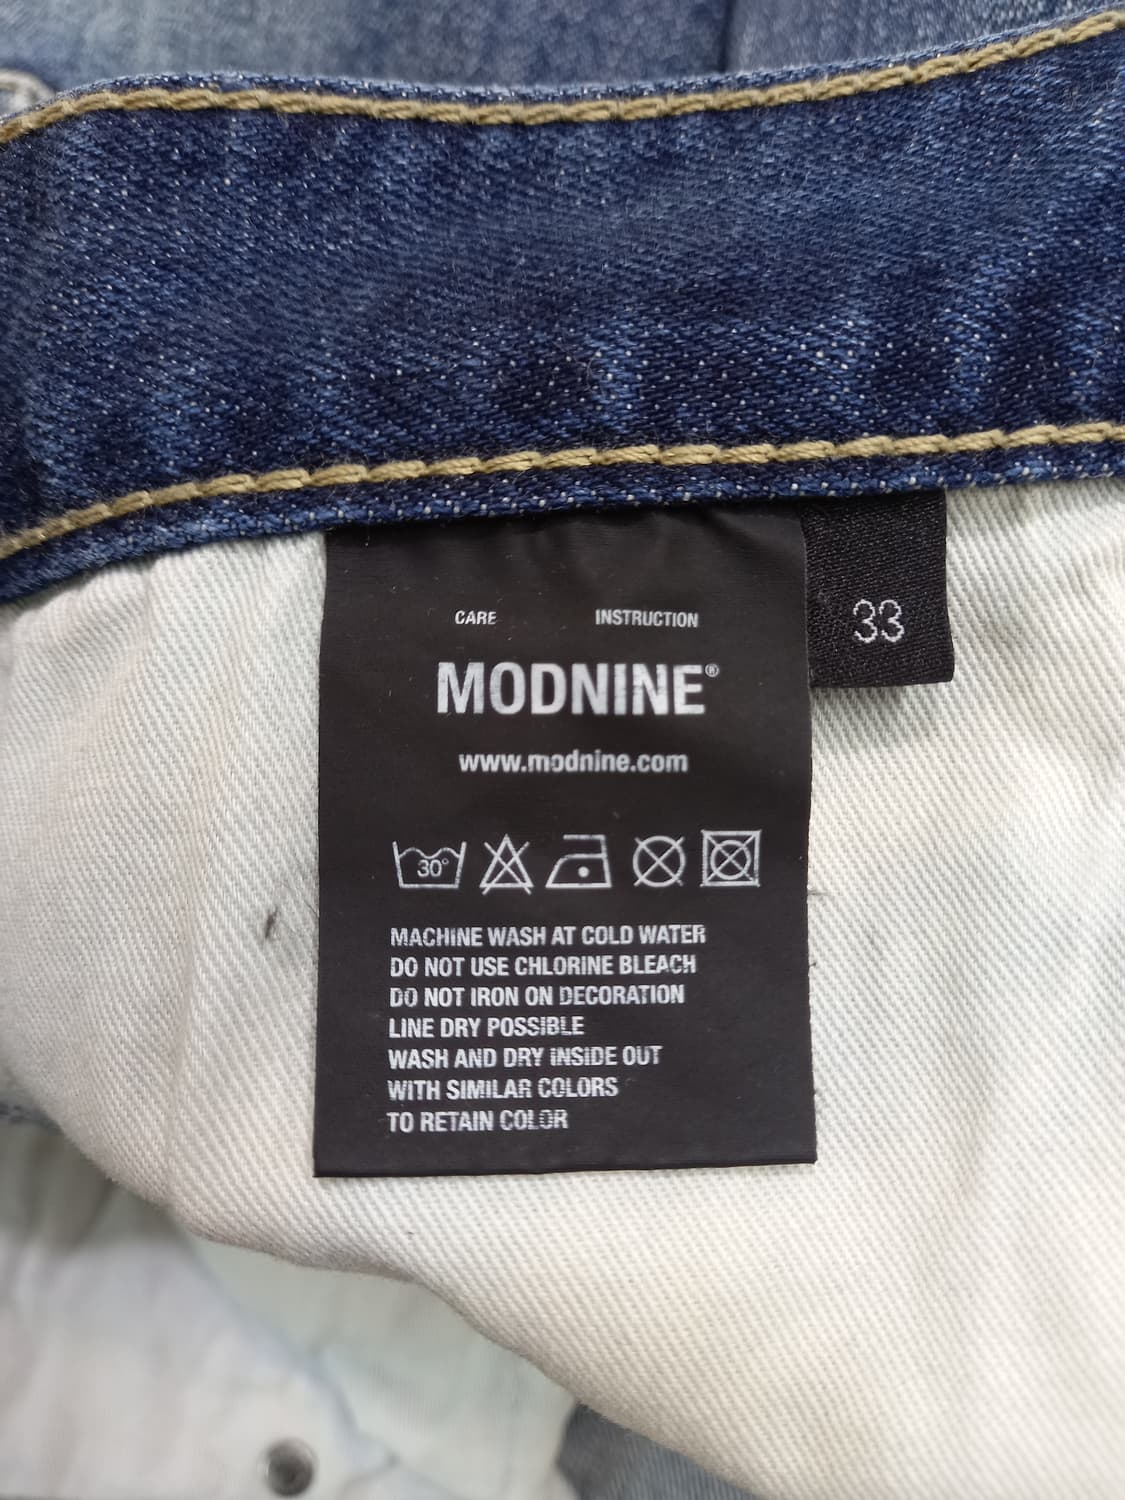 CARE INSTRUCTION
MODNINE®
33
www.modnine.com
30°
MACHINE WASH AT COLD WATER
DO NOT USE CHLORINE BLEACH
DO NOT IRON ON DECORATION
LINE DRY POSSIBLE
WASH AND DRY INSIDE OUT
WITH SIMILAR COLORS
TO RETAIN COLOR